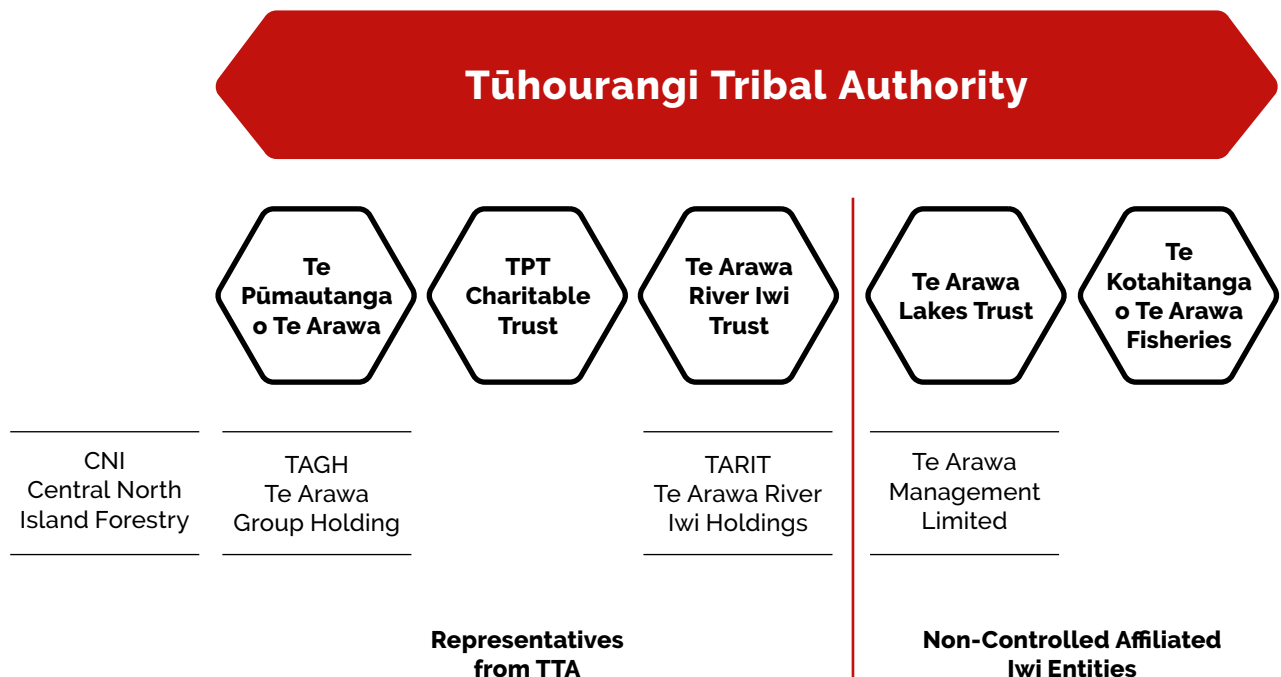 Tūhourangi Tribal Authority
Te
Pūmautanga
o Te Arawa
TPT
Charitable
Trust
Te Arawa
River Iwi
Trust
Te Arawa
Lakes Trust
Te
Kotahitanga
o Te Arawa
Fisheries
CNI
Central North
Island Forestry
TAGH
Te Arawa
Group Holding
TARIT
Te Arawa River
Iwi Holdings
Te Arawa
Management
Limited
Representatives
from TTA
Non-Controlled Affiliated
Iwi Entities